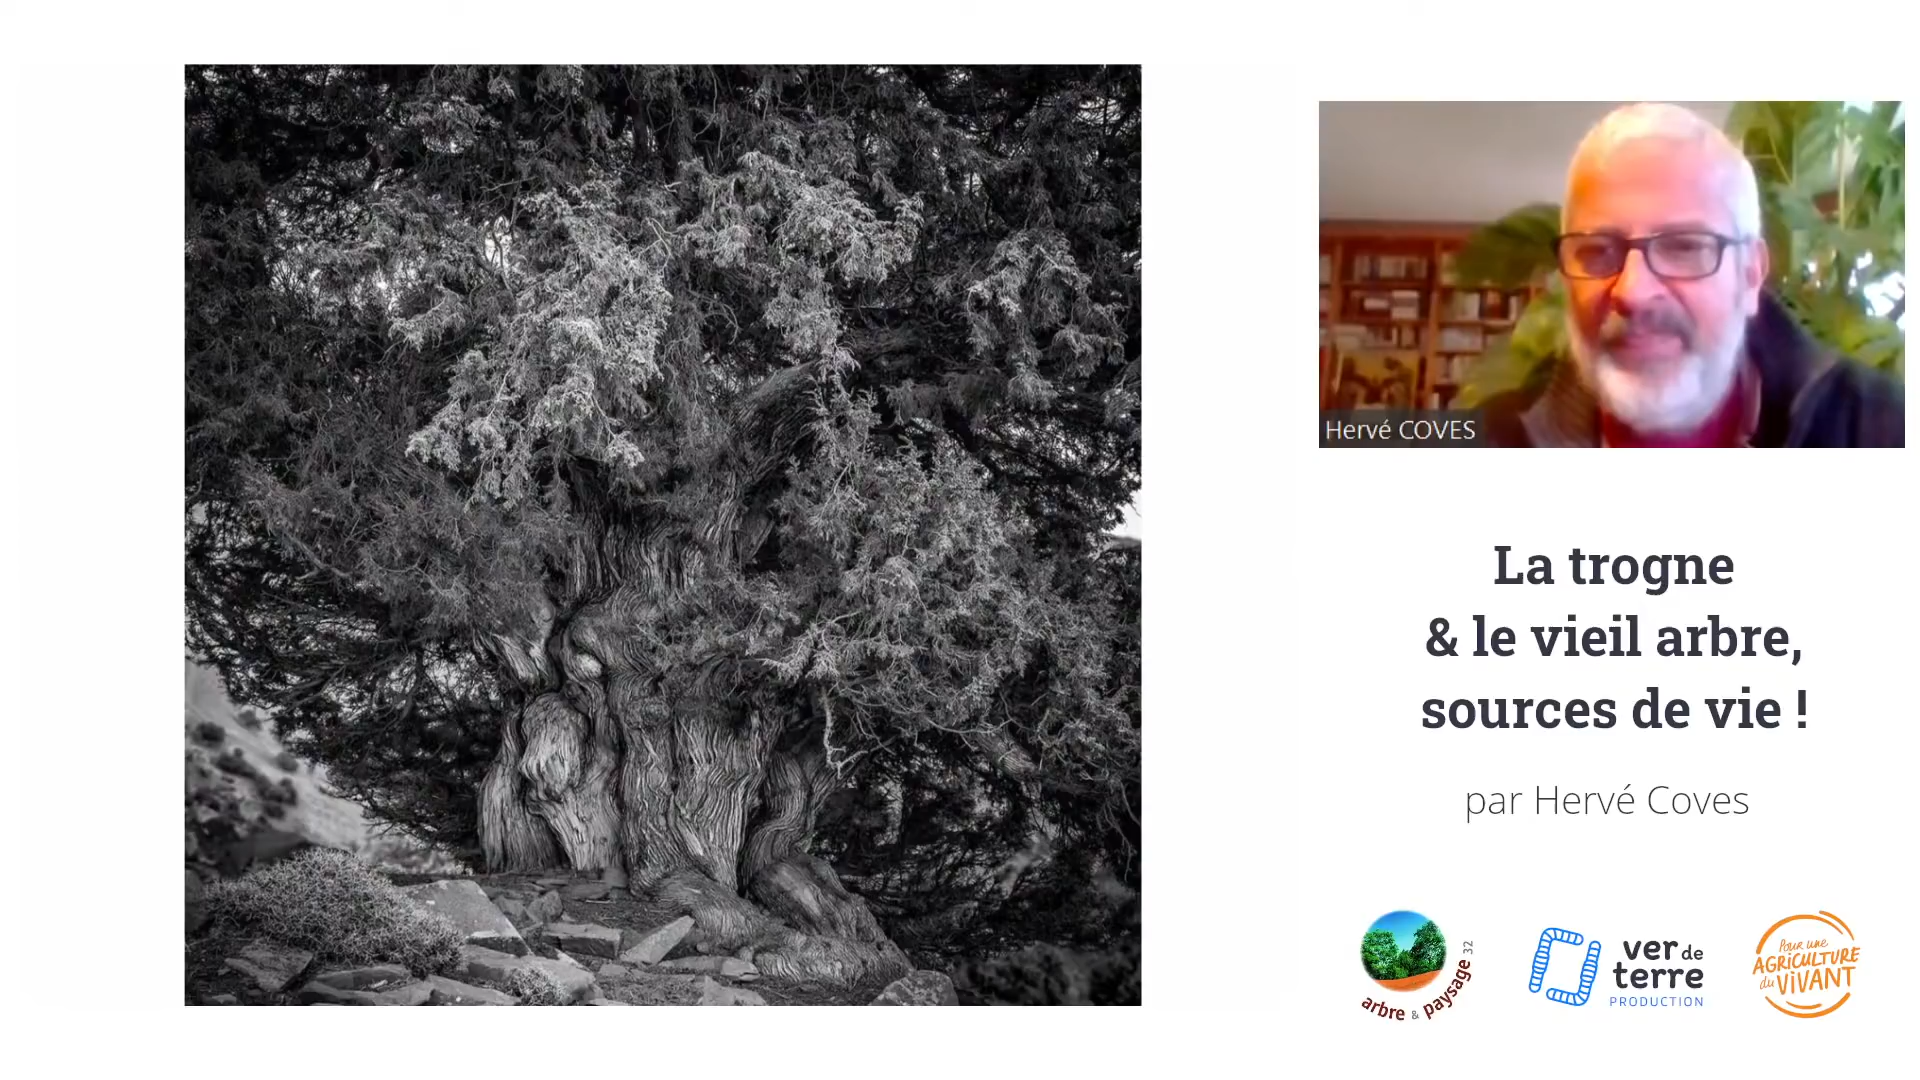 Hervé COVES
La trogne
& le vieil arbre,
sources de vie !
par Hervé Coves
arbre & paysage 32
ver de
terre
PRODUCTION
Pour une
AGRICULTURE
du VIVANT